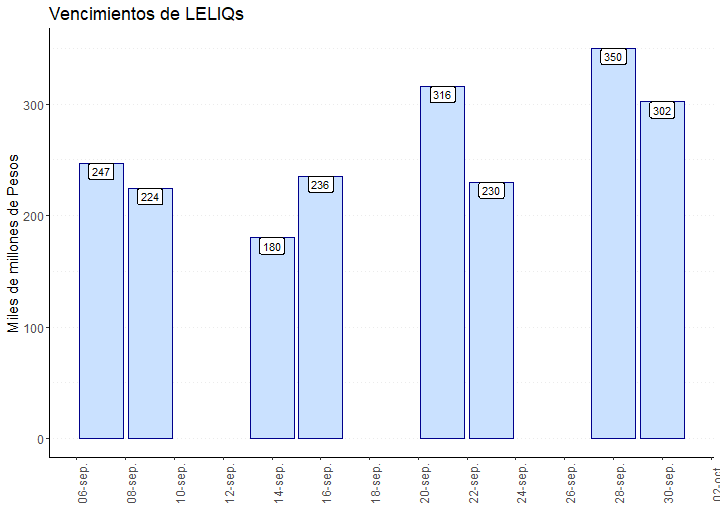 Vencimientos de LELIQs
Miles de millones de Pesos
300
200
100
0
247
224
180
236
316
230
350
302
06-sep.
08-sep.
10-sep.
12-sep.
14-sep.
16-sep.
18-sep.
20-sep.
22-sep.
24-sep.
26-sep.
28-sep.
30-sep.
02-oct